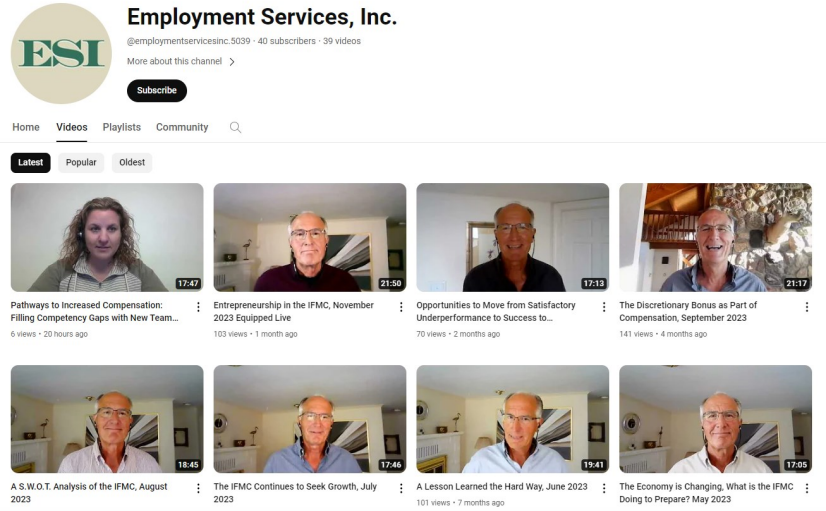 ESI
Employment Services, Inc.
@employmentservicesinc.5039 · 40 subscribers · 39 videos
More about this channel
Subscribe
Home Videos Playlists Community
Latest Popular Oldest
17:47 21:50 17:13 21:17
Pathways to Increased Compensation:
Filling Competency Gaps with New Team...
6 views • 20 hours ago
Entrepreneurship in the IFMC, November
2023 Equipped Live
103 views • 1 month ago
Opportunities to Move from Satisfactory
Underperformance to Success to...
70 views • 2 months ago
The Discretionary Bonus as Part of
Compensation, September 2023
141 views • 4 months ago
18:45 17:46 19:41 17:05
A S.W.O.T. Analysis of the IFMC, August
2023
The IFMC Continues to Seek Growth, July
2023
A Lesson Learned the Hard Way, June 2023
101 views • 7 months ago
The Economy is Changing, What is the IFMC
Doing to Prepare? May 2023